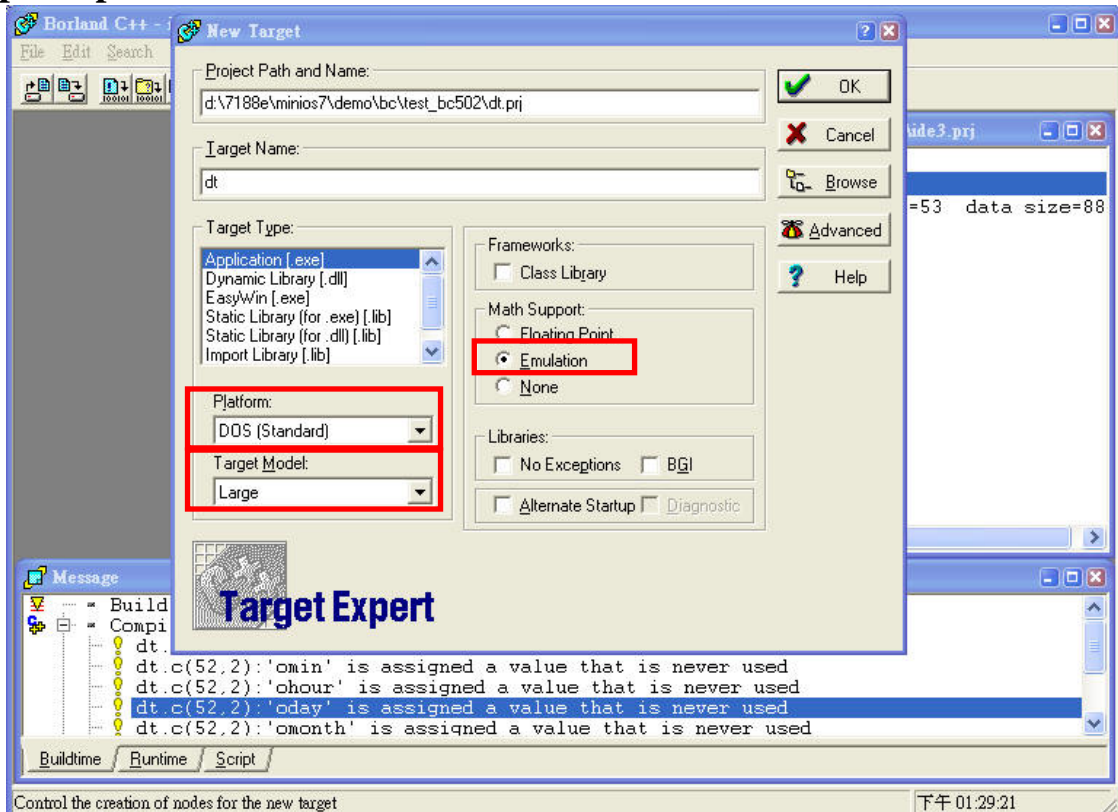 Borland C++ -
New Target
File Edit Search
Project Path and Name:
d:\7188e\minios7\demo\bc\test_bc502\dt.prj
OK
Cancel
ide3.prj
Target Name:
dt
Browse
=53 data size=88
Target Type:
Application [.exe]
Dynamic Library [.dll]
EasyWin [.exe]
Static Library (for .exe) [.lib]
Static Library (for .dll) [.lib]
Import Library [.lib]
Frameworks:
Class Library
Advanced
Help
Math Support:
Floating Point
Emulation
None
Platform:
DOS (Standard)
Target Model:
Large
Libraries:
No Exceptions BGI
Alternate Startup Diagnostic
Target Expert
Message
Build
Compi
dt.
dt.c(52,2):'omin' is assigned a value that is never used
dt.c(52,2):'ohour' is assigned a value that is never used
dt.c(52,2):'oday' is assigned a value that is never used
dt.c(52,2):'omonth' is assigned a value that is never used
Buildtime Runtime Script
Control the creation of nodes for the new target
下午 01:29:21